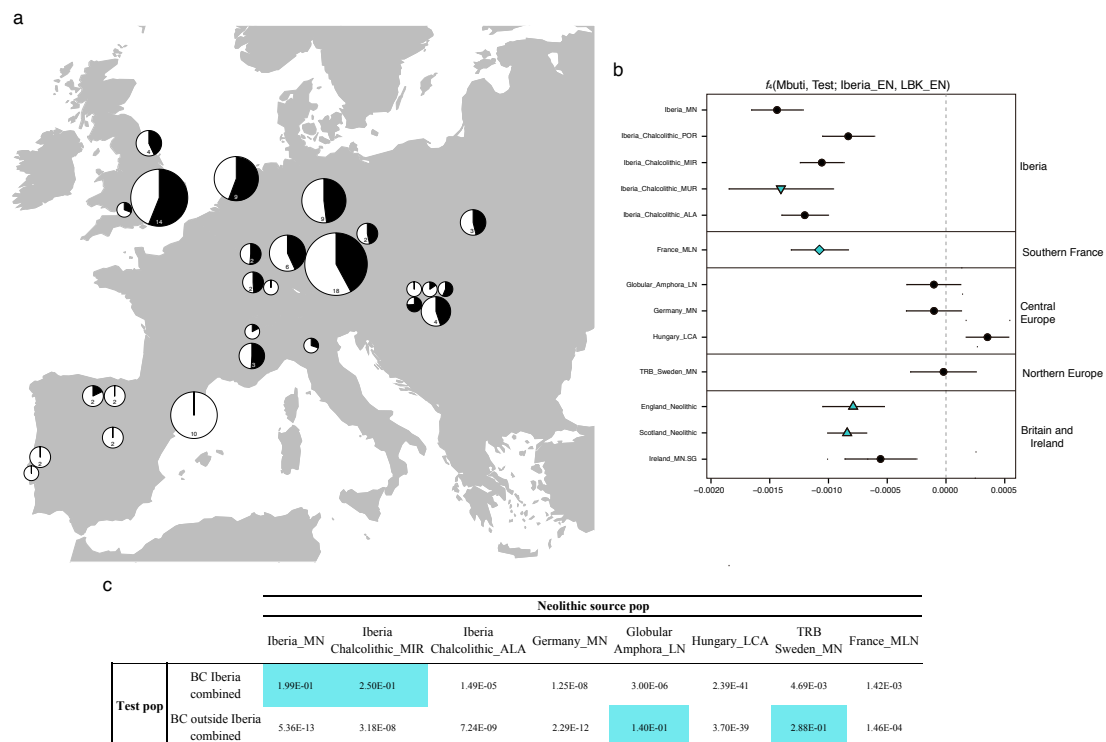 a
4
14
9
9
2
3
2
6
18
2
4
3
2
2
10
2
2
b
f4(Mbuti, Test; Iberia_EN, LBK_EN)
Iberia_MN
Iberia_Chalcolithic_POR
Iberia_Chalcolithic_MIR
Iberia
Iberia_Chalcolithic_MUR
Iberia_Chalcolithic_ALA
France_MLN
Southern France
Globular_Amphora_LN
Germany_MN
Central
Europe
Hungary_LCA
TRB_Sweden_MN
Northern Europe
England_Neolithic
Scotland_Neolithic
Britain and
Ireland
Ireland_MN.SG
−0.0020 −0.0015 −0.0010 −0.0005 0.0000 0.0005
c
Neolithic source pop
Iberia_MN Iberia Chalcolithic_MIR Iberia Chalcolithic_ALA Germany_MN Globular Amphora_LN Hungary_LCA TRB Sweden_MN France_MLN
Test pop
BC Iberia combined 1.99E-01 2.50E-01 1.49E-05 1.25E-08 3.00E-06 2.39E-41 4.69E-03 1.42E-03
BC outside Iberia combined 5.36E-13 3.18E-08 7.24E-09 2.29E-12 1.40E-01 3.70E-39 2.88E-01 1.46E-04